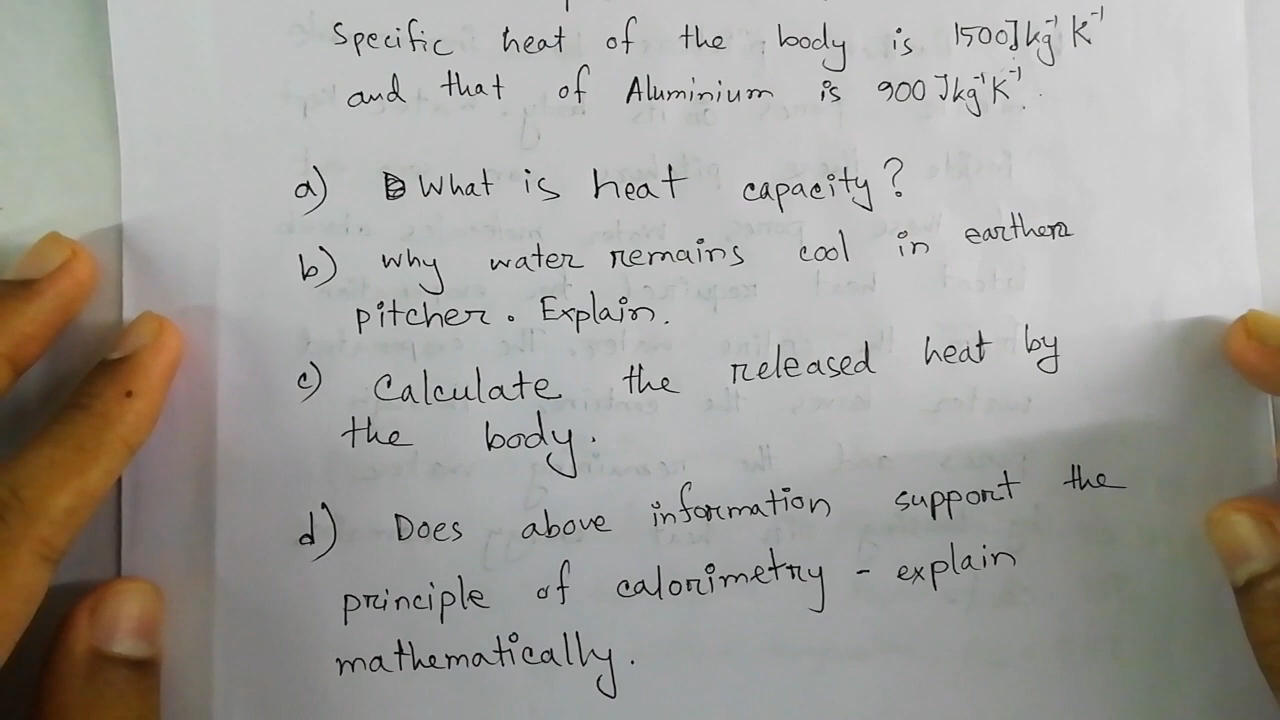 Specific heat of the body is 1500Jkg⁻¹K⁻¹
and that of Aluminium is 900 Jkg⁻¹K⁻¹.
a) What is heat capacity?
b) why water remains cool in earthen
pitcher. Explain.
c) Calculate the released heat by
the body.
d) Does above information support the
principle of calorimetry - explain
mathematically.